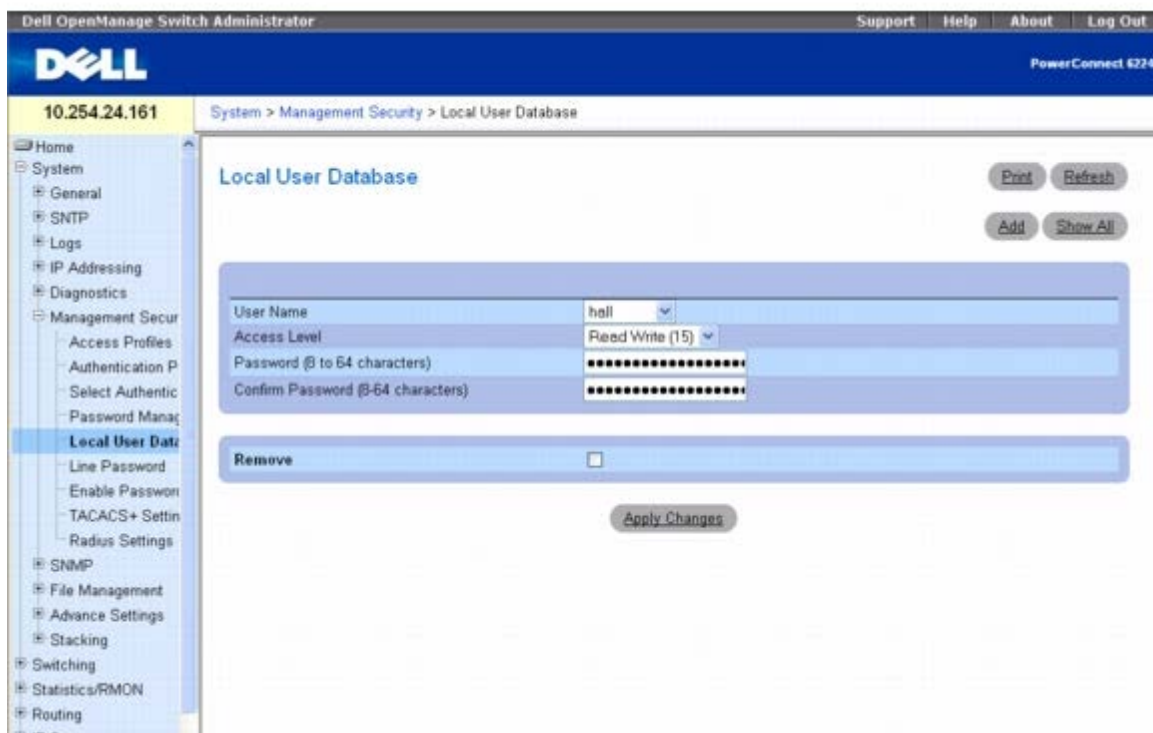 Dell OpenManage Switch Administrator
Support Help About Log Out
DELL
PowerConnect 6224
10.254.24.161
System > Management Security > Local User Database
Home
System
General
SNTP
Logs
IP Addressing
Diagnostics
Management Secur
Access Profiles
Authentication P
Select Authentic
Password Manag
Local User Data
Line Password
Enable Passwor
TACACS+ Settin
Radius Settings
SNMP
File Management
Advance Settings
Stacking
Switching
Statistics/RMON
Routing
Local User Database
Print Refresh
Add Show All
User Name hall
Access Level Read Write (15)
Password (8 to 64 characters)
Confirm Password (8-64 characters)
Remove
Apply Changes